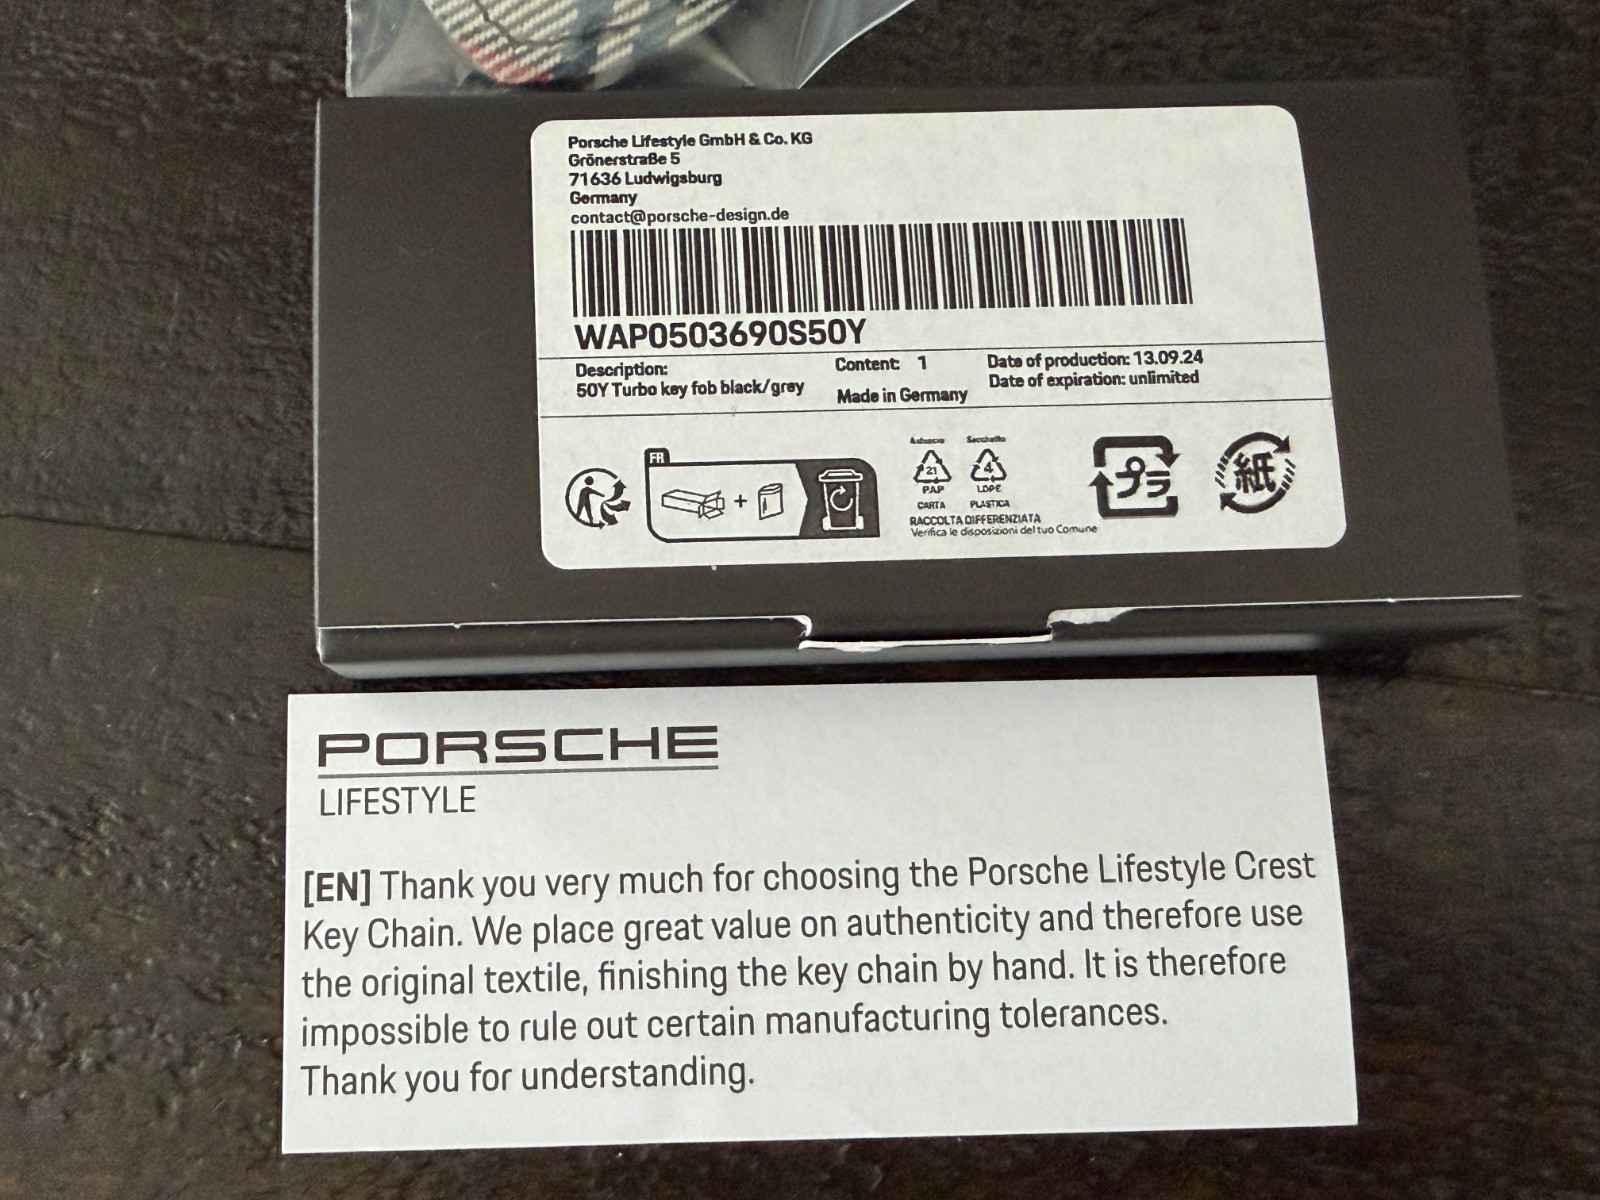 Porsche Lifestyle GmbH & Co. KG
Grönerstraße 5
71636 Ludwigsburg
Germany
contact@porsche-design.de
WAP0503690S50Y
Description:
50Y Turbo key fob black/grey
Content: 1
Made in Germany
Date of production: 13.09.24
Date of expiration: unlimited
FR
+
Astuccio
21
PAP
CARTA
Sacchetto
4
LDPE
PLASTICA
RACCOLTA DIFFERENZIATA
Verifica le disposizioni del tuo Comune
プラ
紙
PORSCHE
LIFESTYLE
[EN] Thank you very much for choosing the Porsche Lifestyle Crest
Key Chain. We place great value on authenticity and therefore use
the original textile, finishing the key chain by hand. It is therefore
impossible to rule out certain manufacturing tolerances.
Thank you for understanding.